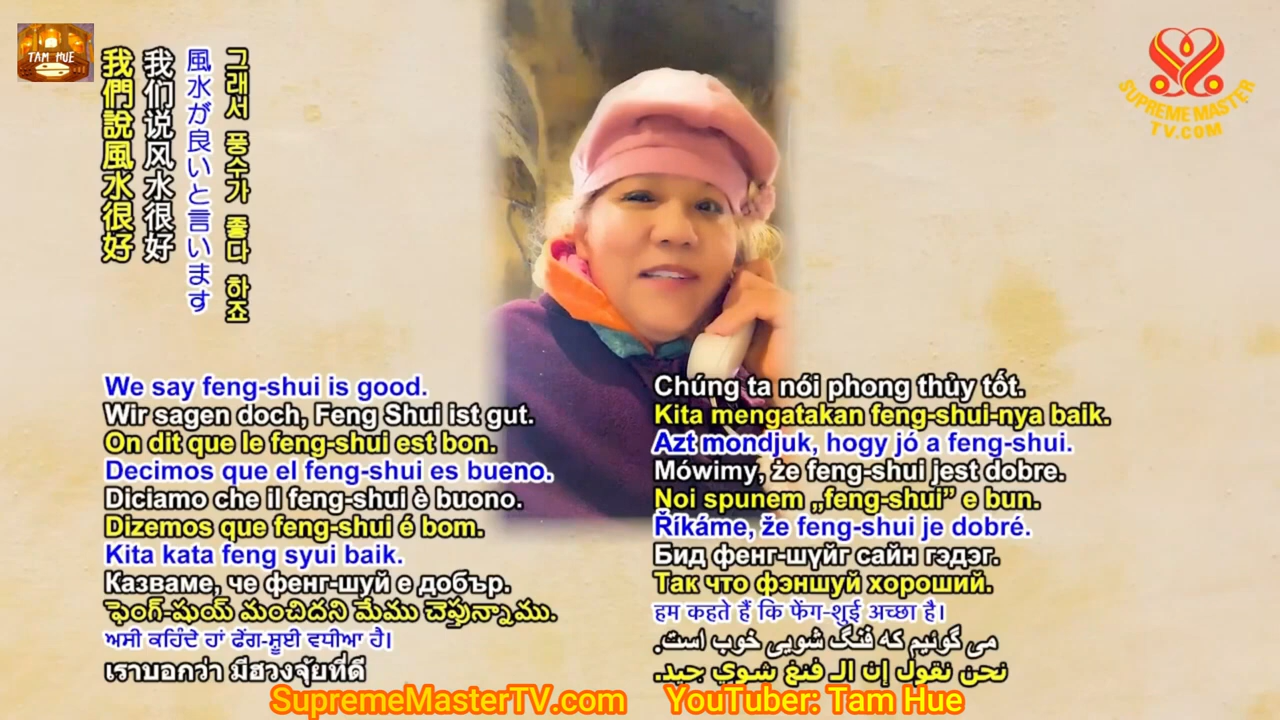 TAM HUE
SUPREME MASTER
TV.COM
我們說風水很好
我们说风水很好
風水が良いと言います
그래서 풍수가 좋다 하죠
We say feng-shui is good.
Wir sagen doch, Feng Shui ist gut.
On dit que le feng-shui est bon.
Decimos que el feng-shui es bueno.
Diciamo che il feng-shui è buono.
Dizemos que feng-shui é bom.
Kita kata feng syui baik.
Казваме, че фенг-шуй е добър.
ఫెంగ్-షుయ్ మంచిదని మేము చెప్తున్నాము.
ਅਸੀ ਕਹਿੰਦੇ ਹਾਂ ਫੇਂਗ-ਸ਼ੂਈ ਵਧੀਆ ਹੈ।
เราบอกว่า มีฮวงจุ้ยที่ดี
Chúng ta nói phong thủy tốt.
Kita mengatakan feng-shui-nya baik.
Azt mondjuk, hogy jó a feng-shui.
Mówimy, że feng-shui jest dobre.
Noi spunem „feng-shui” e bun.
Říkáme, že feng-shui je dobré.
Бид фенг-шүйг сайн гэдэг.
Так что фэншуй хороший.
हम कहते हैं कि फेंग-शुई अच्छा है।
می گوئیم که فنگ شویی خوب است.
نحن نقول إن الـ فنغ شوي جيد.
SupremeMasterTV.com YouTuber: Tam Hue